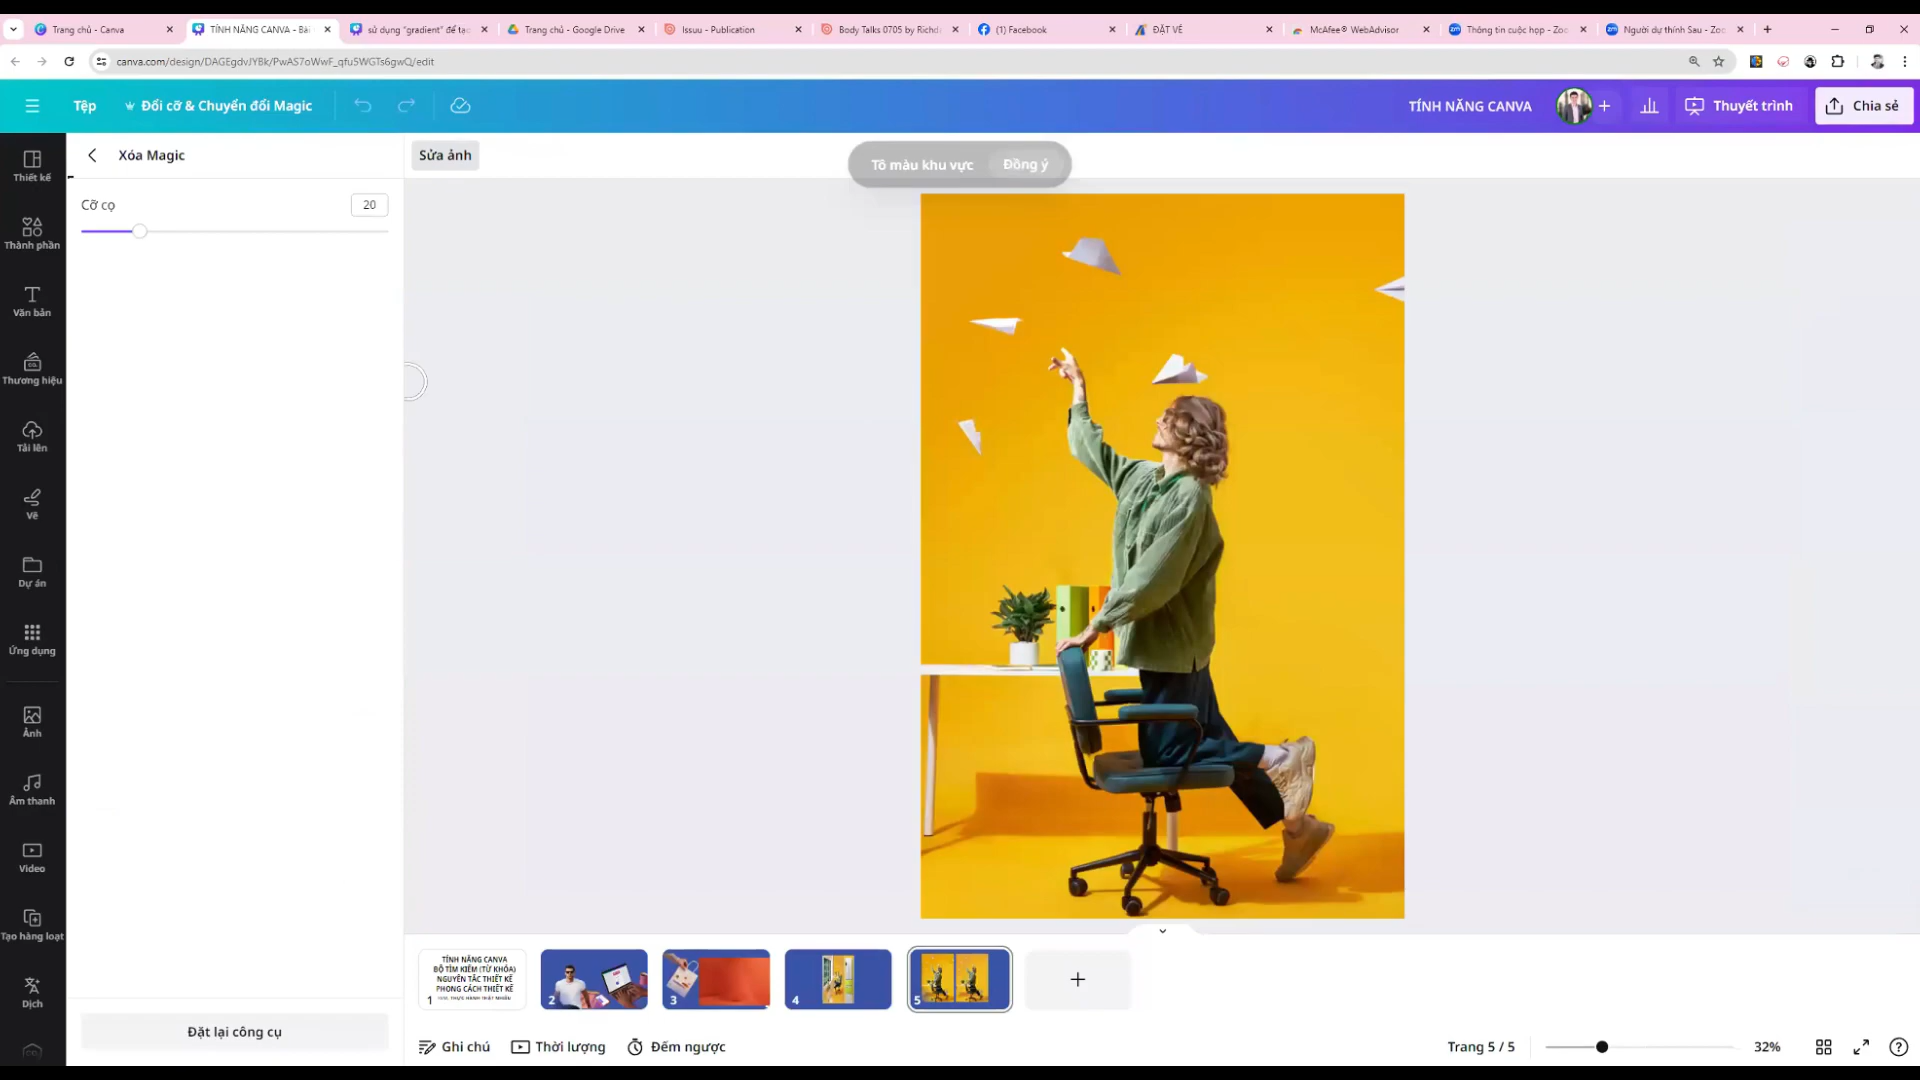 Trang chủ - Canva
TÍNH NĂNG CANVA - Bài
sử dụng "gradient" để tạo
Trang chủ - Google Drive
Issuu - Publication
Body Talks 0705 by Richd
(1) Facebook
ĐẶT VÉ
McAfee® WebAdvisor
Thông tin cuộc họp - Zoo
Người dự thính Sau - Zoo
canva.com/design/DAGEgdvJYBk/PwAS7oWwF_qfu5WGTs6gwQ/edit
Tệp
Đổi cỡ & Chuyển đổi Magic
TÍNH NĂNG CANVA
Thuyết trình
Chia sẻ
Thiết kế
Thành phần
Văn bản
Thương hiệu
Tải lên
Vẽ
Dự án
Ứng dụng
Ảnh
Âm thanh
Video
Tạo hàng loạt
Dịch
Xóa Magic
Cỡ cọ
20
Đặt lại công cụ
Sửa ảnh
Tô màu khu vực
Đồng ý
TÍNH NĂNG CANVA
BỘ TÌM KIẾM (TỪ KHÓA)
NGUYÊN TẮC THIẾT KẾ
PHONG CÁCH THIẾT KẾ
1
2
3
4
5
Ghi chú
Thời lượng
Đếm ngược
Trang 5 / 5
32%